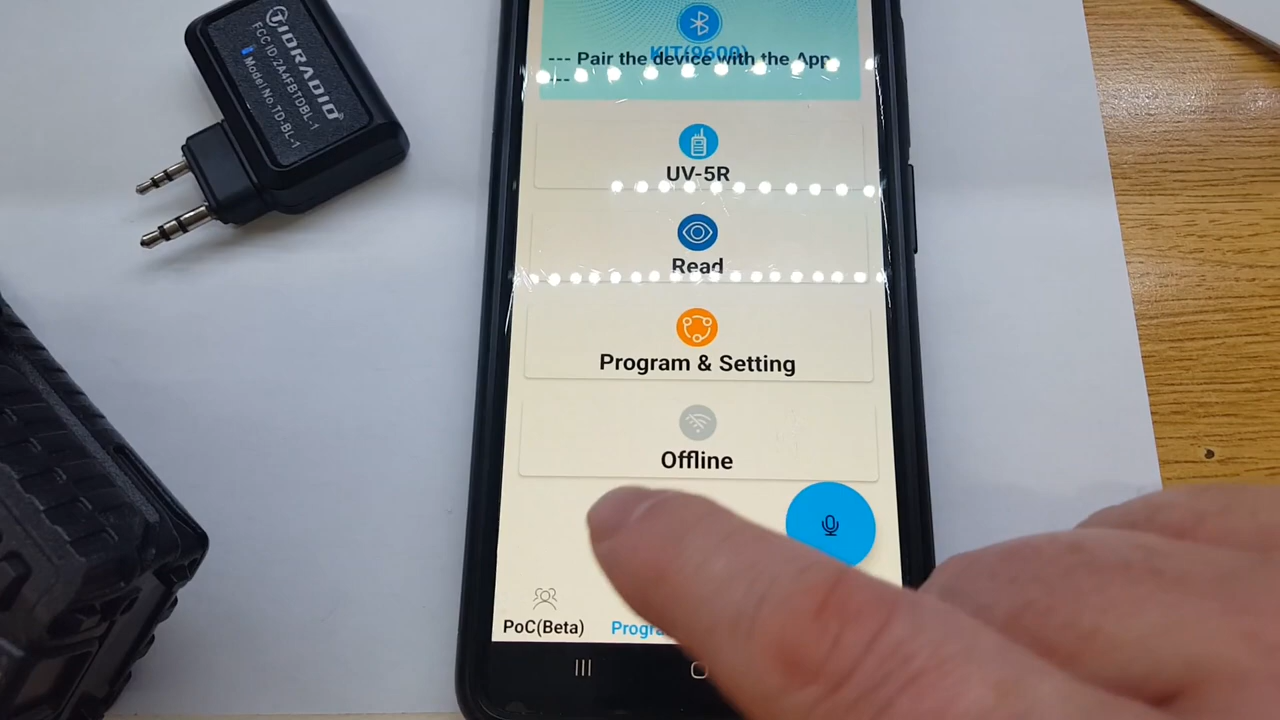 TIDRADIO
FCC ID:2A4FBTDBL-1
Model No.TD-BL-1
KIT(9600)
--- Pair the device with the App
---
UV-5R
Read
Program & Setting
Offline
PoC(Beta)